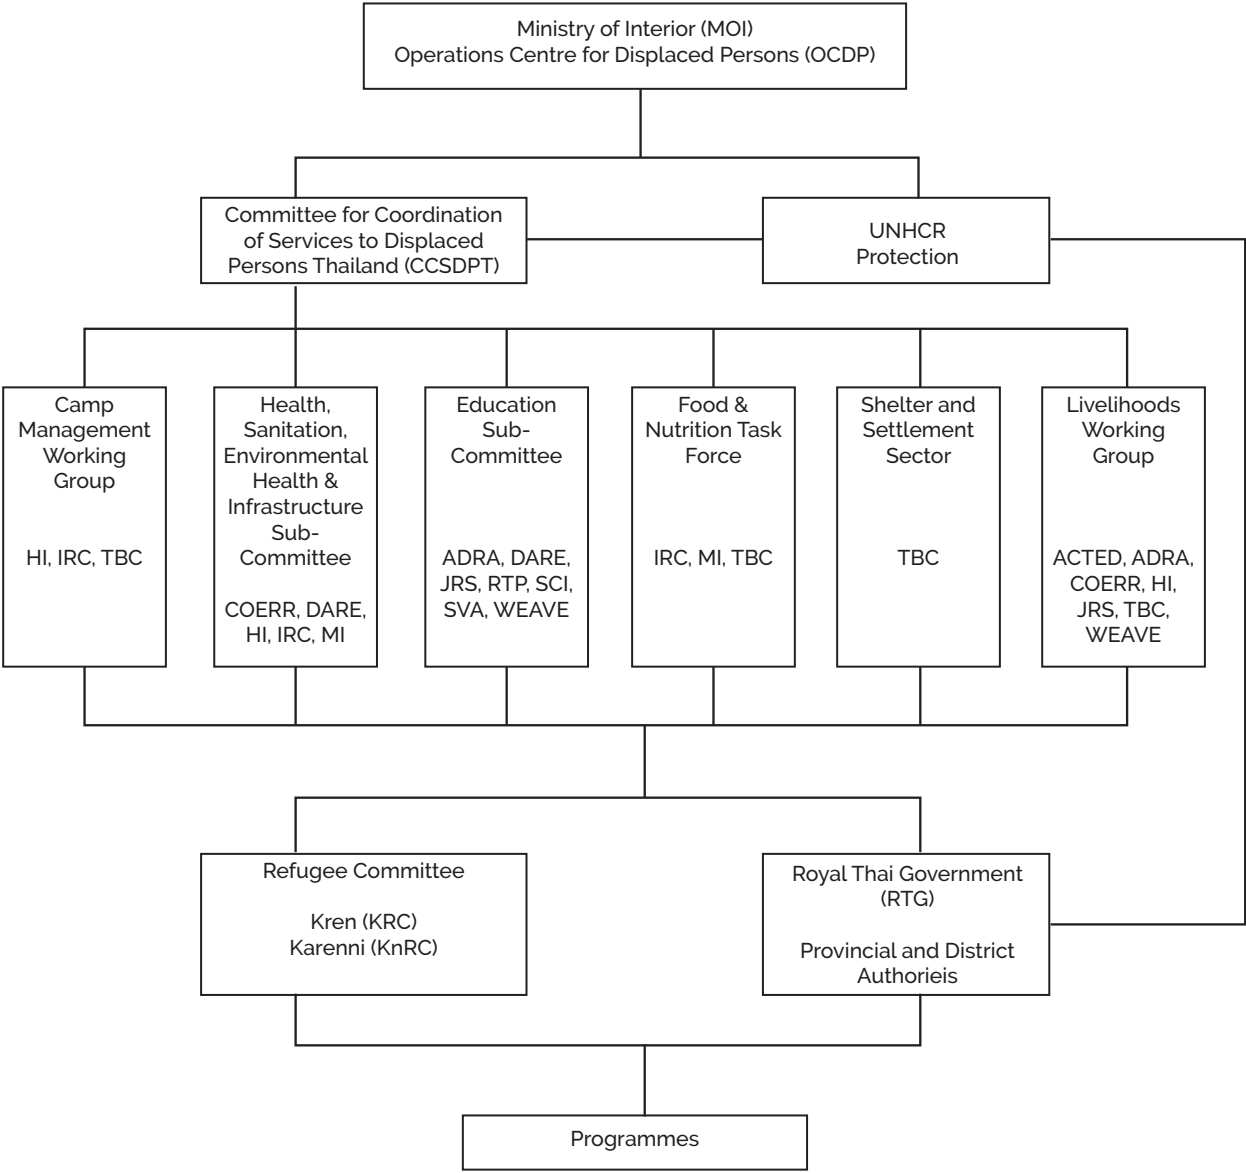 Ministry of Interior (MOI)
Operations Centre for Displaced Persons (OCDP)
Committee for Coordination
of Services to Displaced
Persons Thailand (CCSDPT)
UNHCR
Protection
Camp
Management
Working
Group
HI, IRC, TBC
Health,
Sanitation,
Environmental
Health &
Infrastructure
Sub-
Committee
COERR, DARE,
HI, IRC, MI
Education
Sub-
Committee
ADRA, DARE,
JRS, RTP, SCI,
SVA, WEAVE
Food &
Nutrition Task
Force
IRC, MI, TBC
Shelter and
Settlement
Sector
TBC
Livelihoods
Working
Group
ACTED, ADRA,
COERR, HI,
JRS, TBC,
WEAVE
Refugee Committee
Kren (KRC)
Karenni (KnRC)
Royal Thai Government
(RTG)
Provincial and District
Authorieis
Programmes